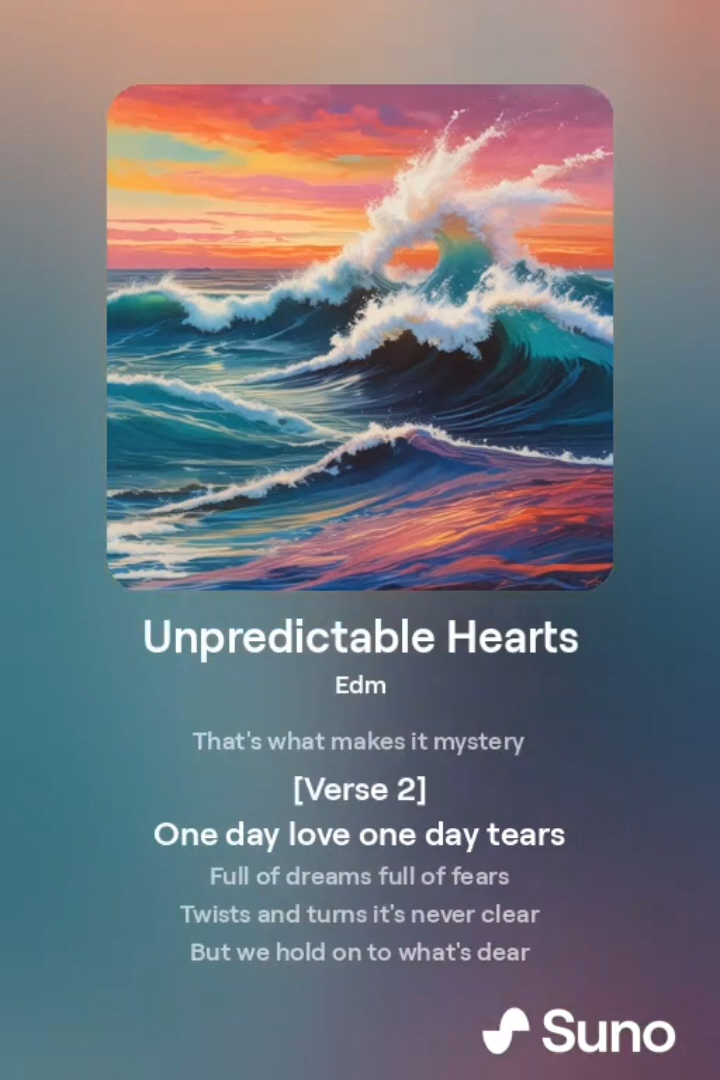 Unpredictable Hearts
Edm
That's what makes it mystery
[Verse 2]
One day love one day tears
Full of dreams full of fears
Twists and turns it's never clear
But we hold on to what's dear
Suno